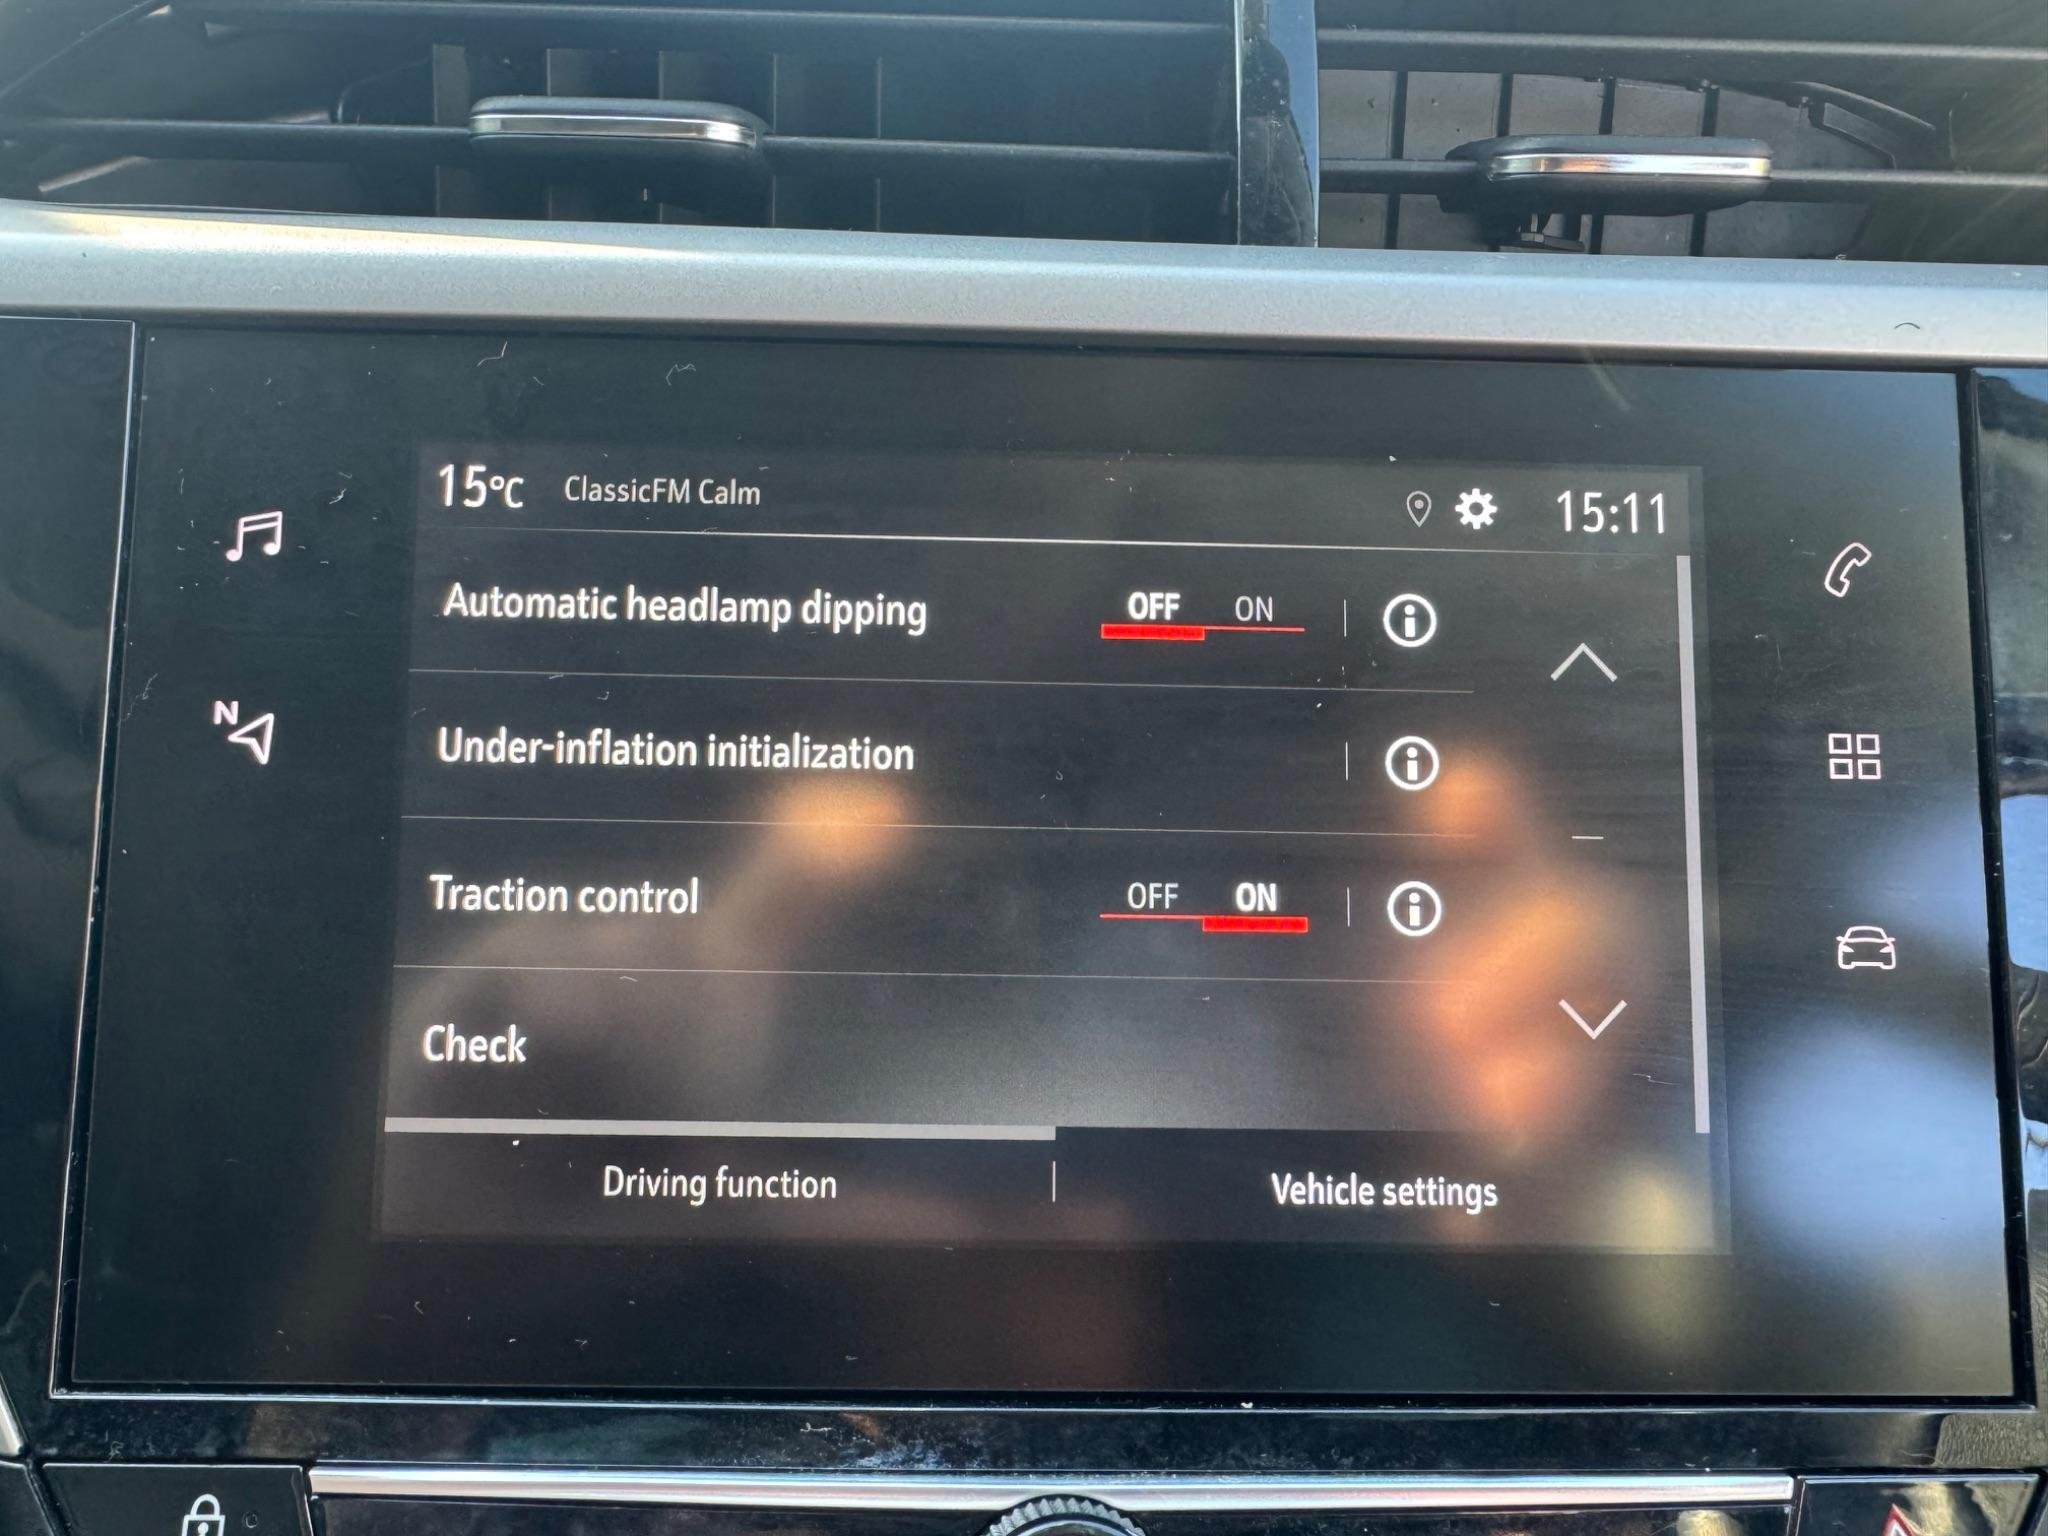 15°C ClassicFM Calm 15:11
Automatic headlamp dipping OFF ON
N
Under-inflation initialization
Traction control OFF ON
Check
Driving function Vehicle settings